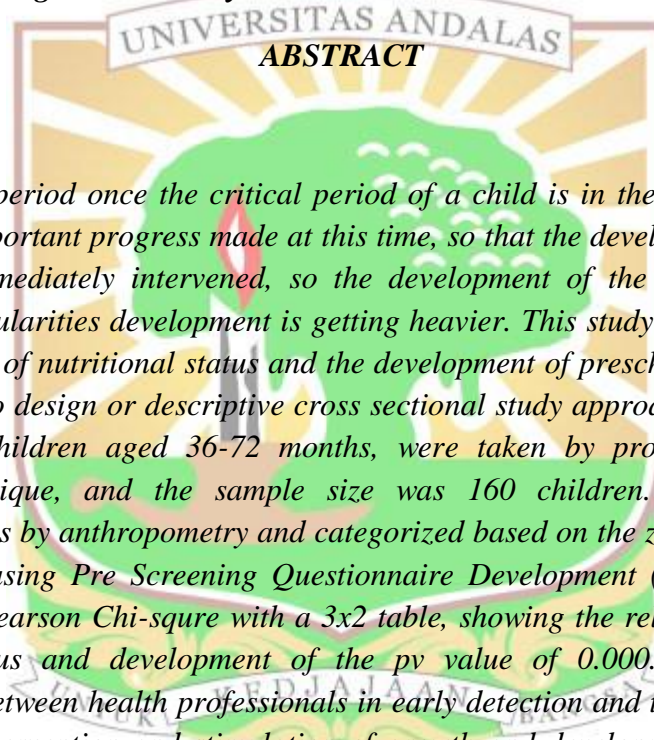 UNIVERSITAS ANDALAS
ABSTRACT
period once the critical period of a child is in the
portant progress made at this time, so that the devel
mediately intervened, so the development of the
ularities development is getting heavier. This study
of nutritional status and the development of presch
o design or descriptive cross sectional study approa
hildren aged 36-72 months, were taken by pro
ique, and the sample size was 160 children.
s by anthropometry and categorized based on the z
using Pre Screening Questionnaire Development (
earson Chi-squre with a 3x2 table, showing the rel
us and development of the pv value of 0.000.
UNTUK KEDJAJAAN BANGSA
etween health professionals in early detection and